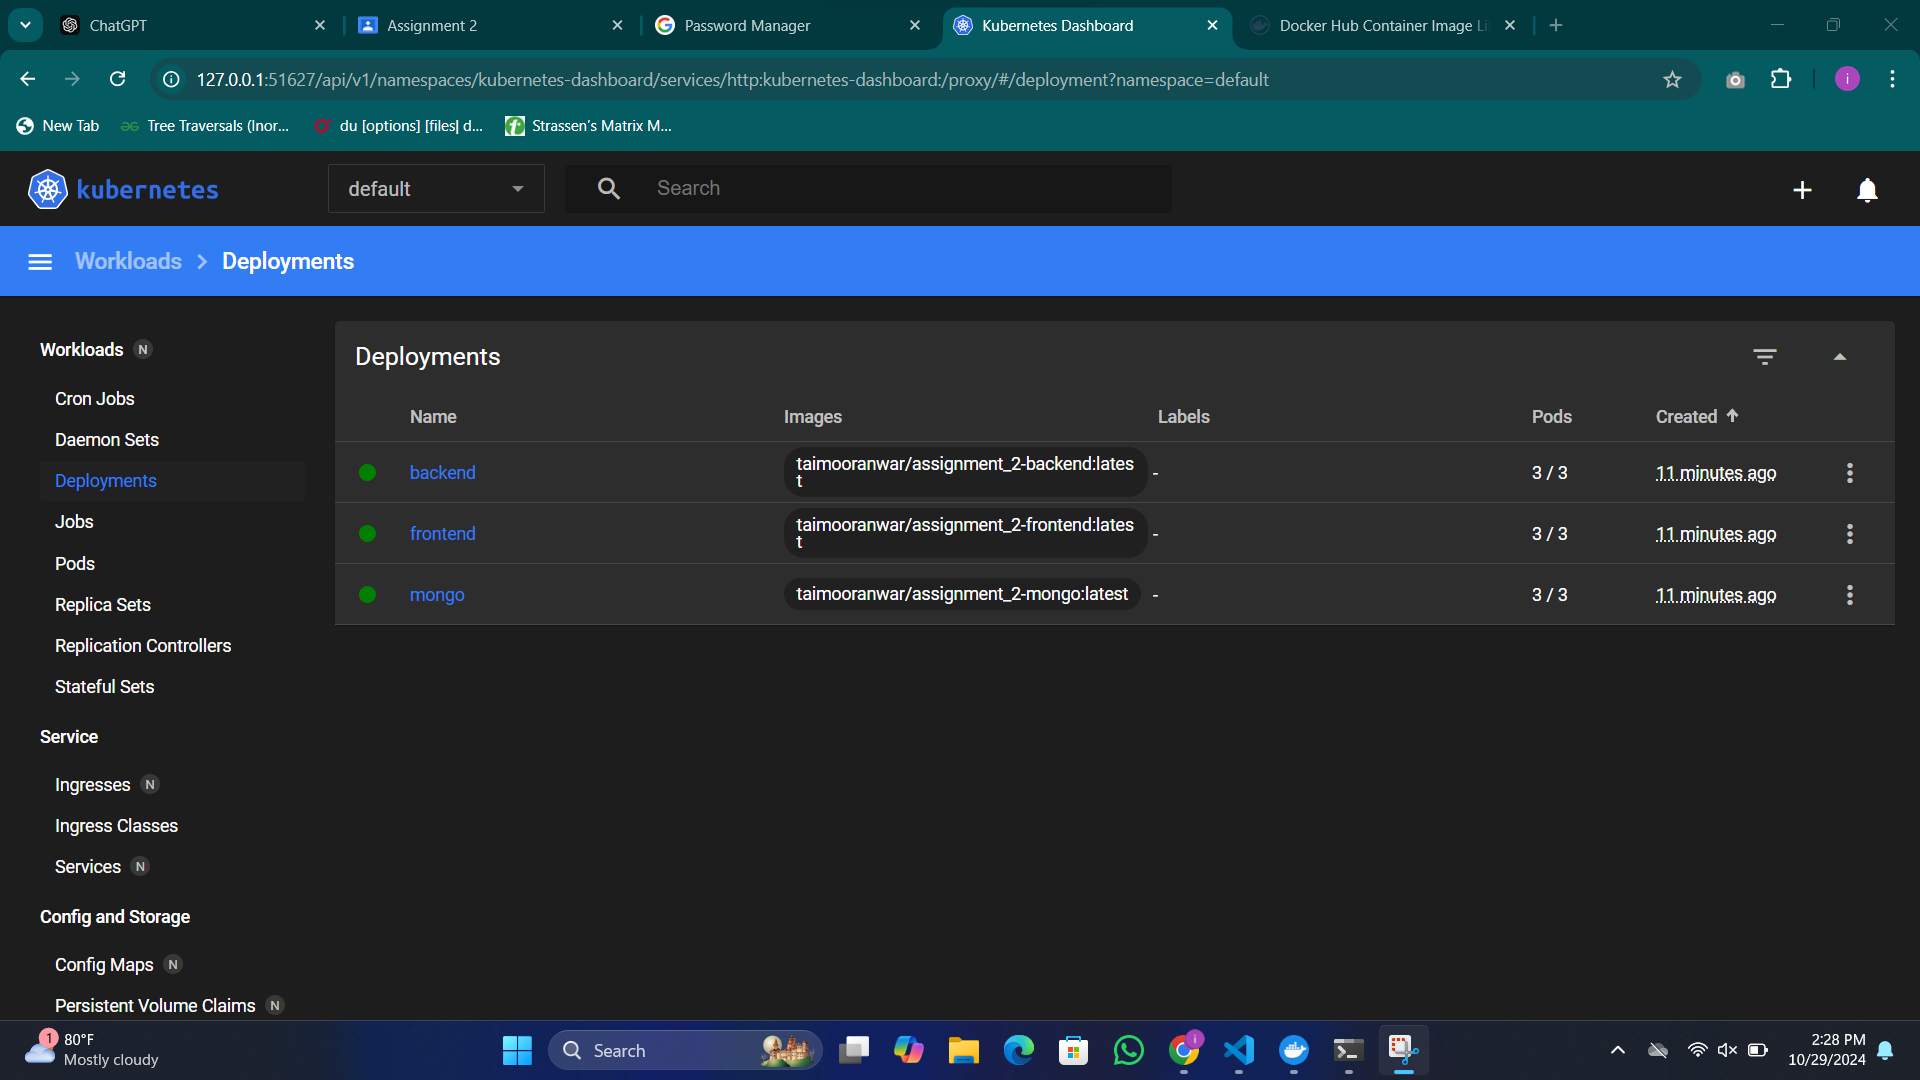 ChatGPT
Assignment 2
Password Manager
Kubernetes Dashboard
Docker Hub Container Image Li
127.0.0.1:51627/api/v1/namespaces/kubernetes-dashboard/services/http:kubernetes-dashboard:/proxy/#/deployment?namespace=default
i
New Tab
Tree Traversals (Inor...
du [options] [files| d...
Strassen's Matrix M...
kubernetes
default
Search
Workloads > Deployments
Workloads N
Cron Jobs
Daemon Sets
Deployments
Jobs
Pods
Replica Sets
Replication Controllers
Stateful Sets
Service
Ingresses N
Ingress Classes
Services N
Config and Storage
Config Maps N
Persistent Volume Claims N
Deployments
Name Images Labels Pods Created
backend taimooranwar/assignment_2-backend:lates - 3 / 3 11 minutes ago
t
frontend taimooranwar/assignment_2-frontend:lates - 3 / 3 11 minutes ago
t
mongo taimooranwar/assignment_2-mongo:latest - 3 / 3 11 minutes ago
1
80°F
Mostly cloudy
Search
i
2:28 PM
10/29/2024